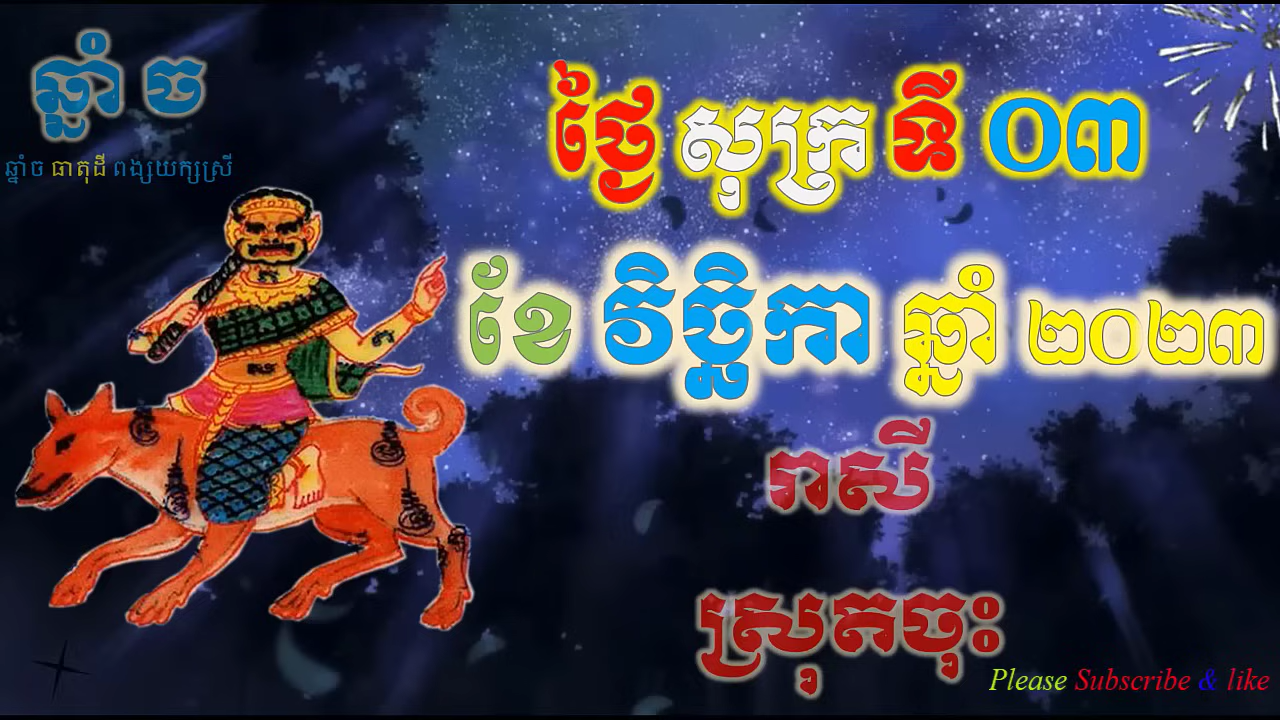 ឆ្នាំ ច
ឆ្នាំច ធាតុដី ពង្សយក្សស្រី
ថ្ងៃ សុក្រ ទី ០៣
ខែ វិច្ឆិកា ឆ្នាំ ២០២៣
រាសី
ស្រុតចុះ
Please Subscribe & like